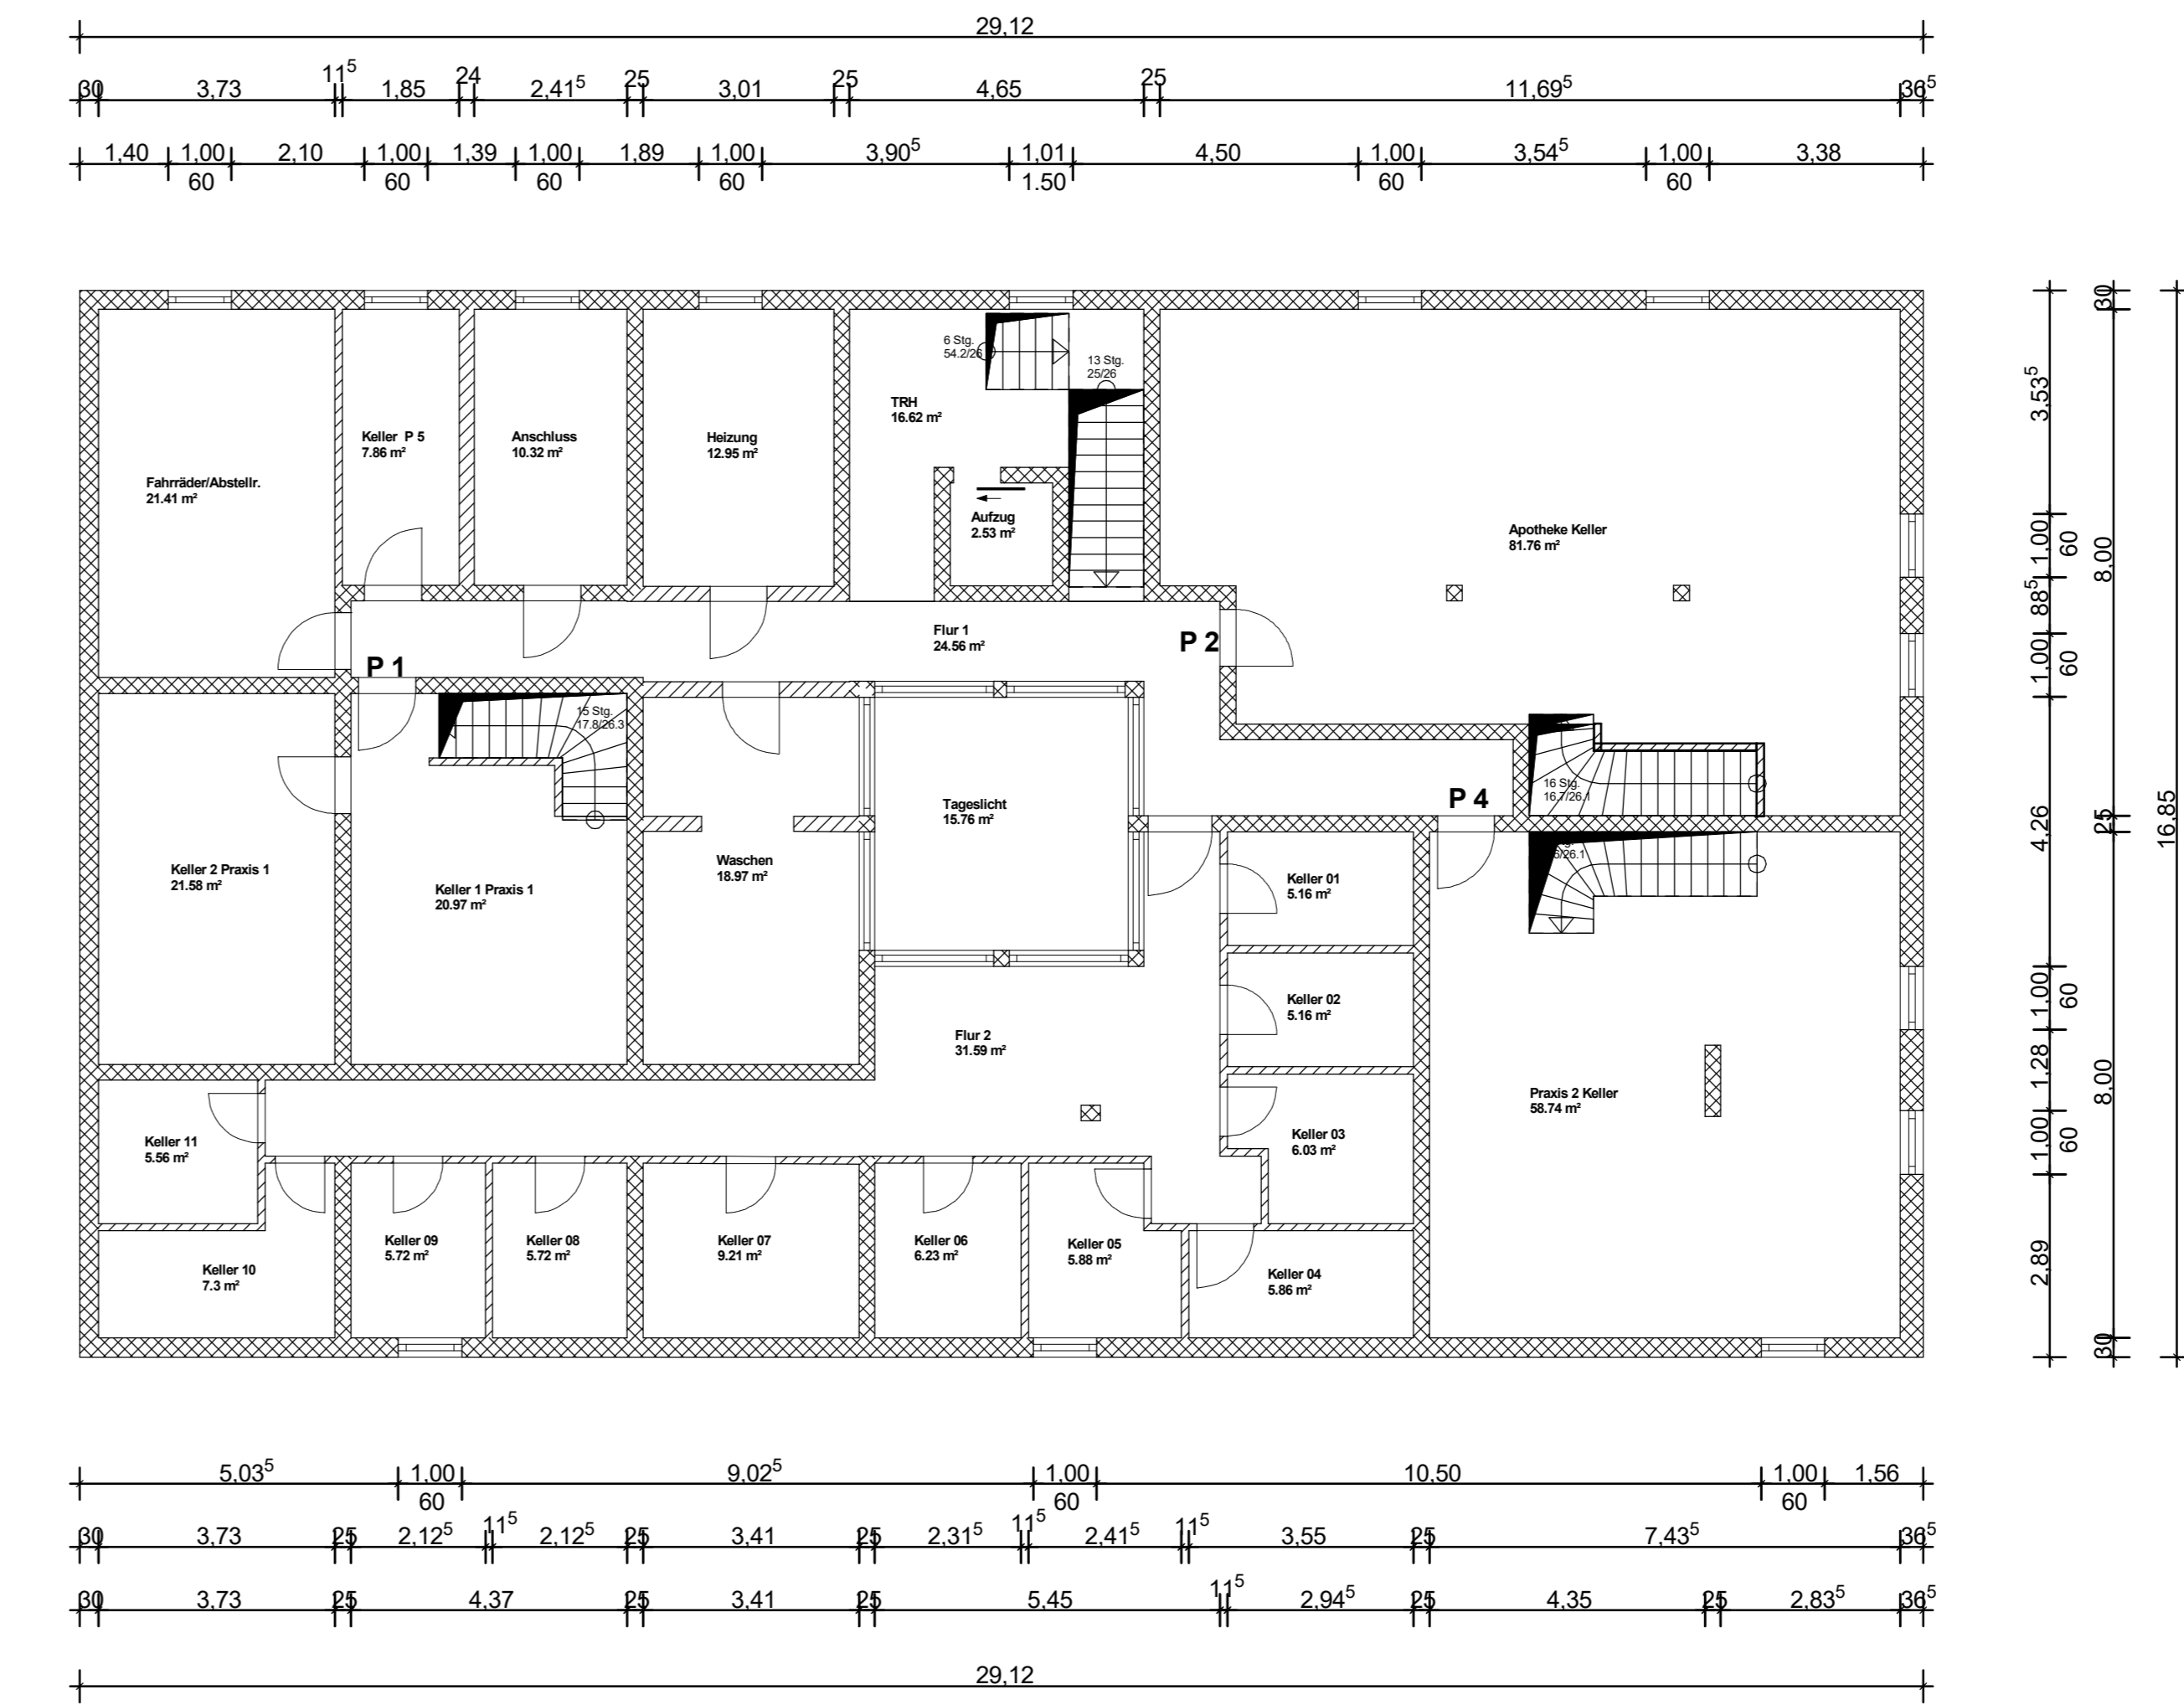 29,12
30 3,73 11⁵ 1,85 24 2,41⁵ 25 3,01 25 4,65 25 11,69⁵ 36⁵
1,40 1,00 2,10 1,00 1,39 1,00 1,89 1,00 3,90⁵ 1,01 4,50 1,00 3,54⁵ 1,00 3,38
60 60 60 60 1.50 60 60
6 Stg.
54.2/26
13 Stg.
25/26
TRH
16.62 m²
Keller P 5
7.86 m²
Anschluss
10.32 m²
Heizung
12.95 m²
Fahrräder/Abstellr.
21.41 m²
Aufzug
2.53 m²
Apotheke Keller
81.76 m²
Flur 1
24.56 m²
P 2
P 1
15 Stg.
17.8/26.3
16 Stg.
16.7/26.1
P 4
Tageslicht
15.76 m²
/26.1
Waschen
18.97 m²
Keller 2 Praxis 1
21.58 m²
Keller 1 Praxis 1
20.97 m²
Keller 01
5.16 m²
Keller 02
5.16 m²
Flur 2
31.59 m²
Praxis 2 Keller
58.74 m²
Keller 03
6.03 m²
Keller 11
5.56 m²
Keller 09
5.72 m²
Keller 08
5.72 m²
Keller 07
9.21 m²
Keller 06
6.23 m²
Keller 05
5.88 m²
Keller 10
7.3 m²
Keller 04
5.86 m²
3,53⁵ 1,00 88⁵ 1,00 4,26 1,00 1,28 1,00 2,89
60 60 60 60
30 8,00 25 8,00 30
16,85
5,03⁵ 1,00 9,02⁵ 1,00 10,50 1,00 1,56
60 60 60
30 3,73 25 2,12⁵ 11⁵ 2,12⁵ 25 3,41 25 2,31⁵ 11⁵ 2,41⁵ 11⁵ 3,55 25 7,43⁵ 36⁵
30 3,73 25 4,37 25 3,41 25 5,45 11⁵ 2,94⁵ 25 4,35 25 2,83⁵ 36⁵
29,12